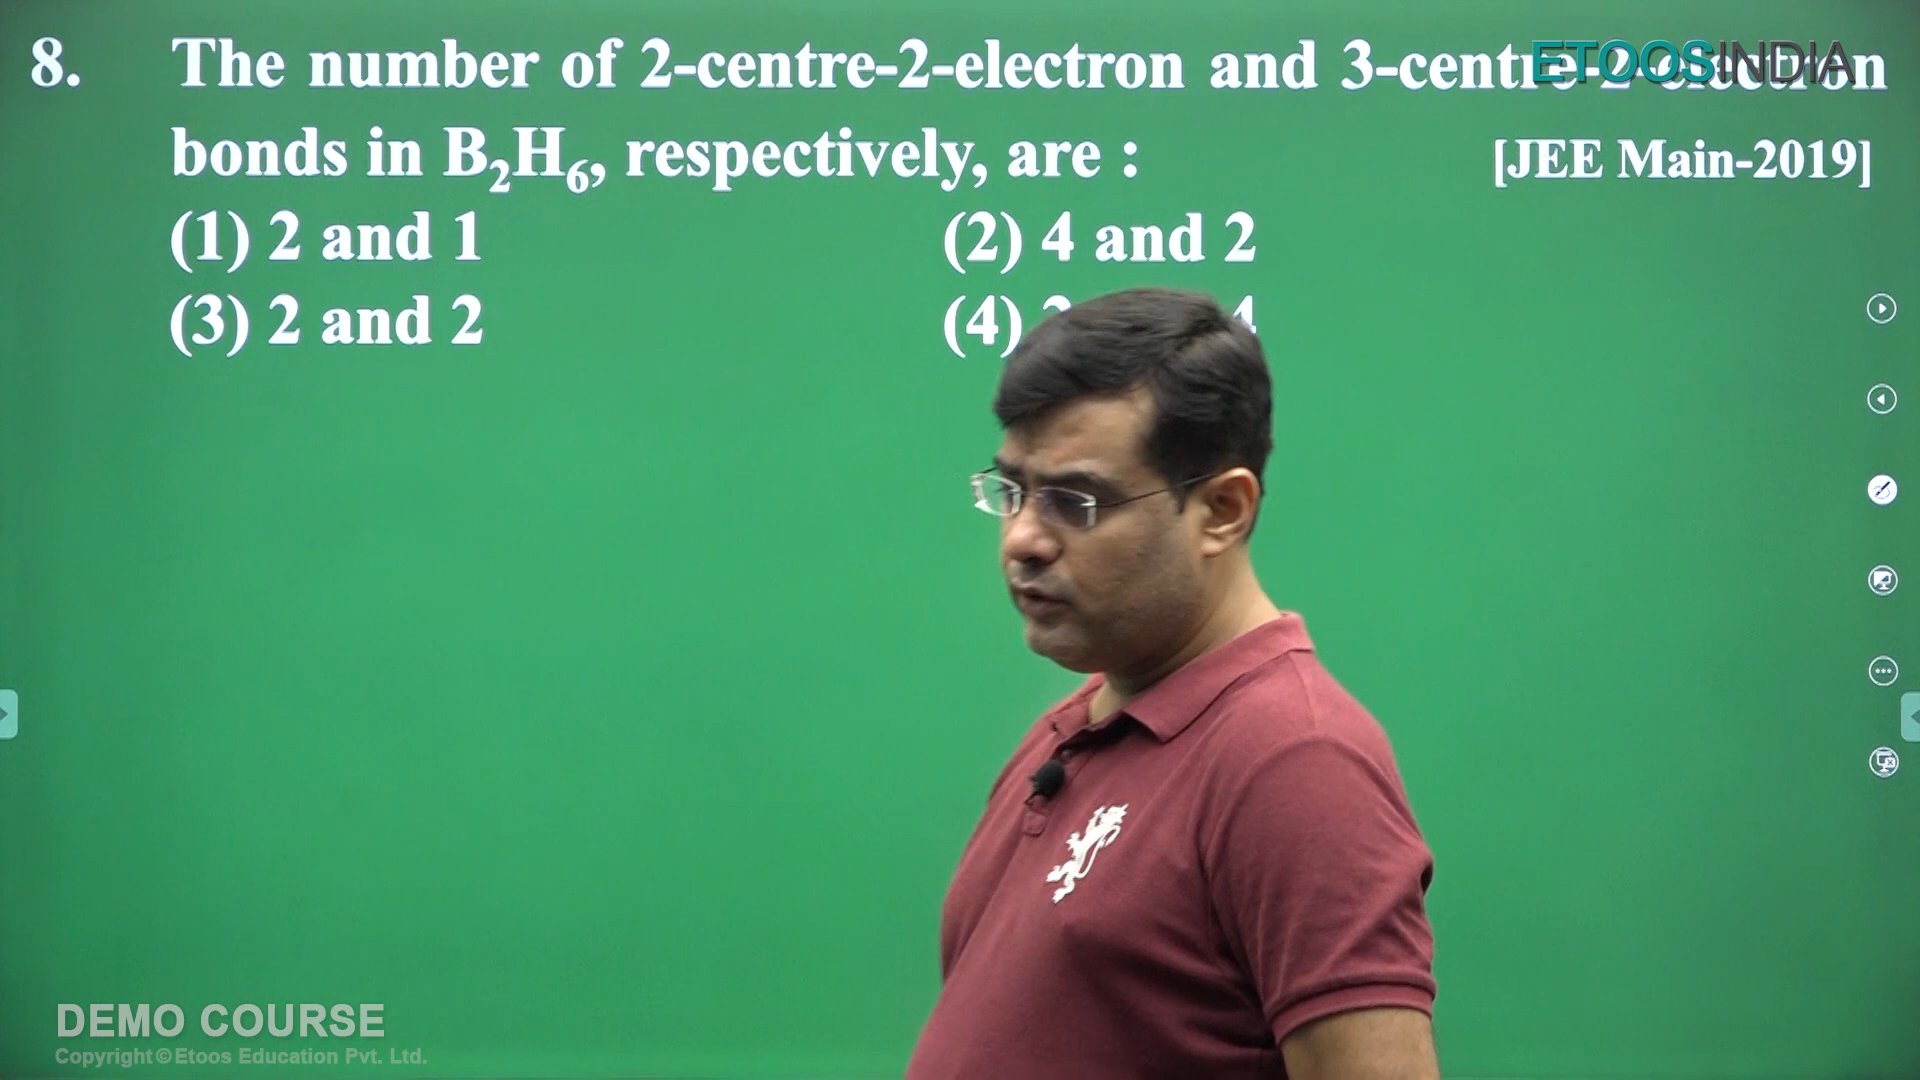 8. The number of 2-centre-2-electron and 3-centre-2-electron
bonds in B₂H₆, respectively, are : [JEE Main-2019]
(1) 2 and 1 (2) 4 and 2
(3) 2 and 2 (4)
ETOOSINDIA
DEMO COURSE
Copyright © Etoos Education Pvt. Ltd.